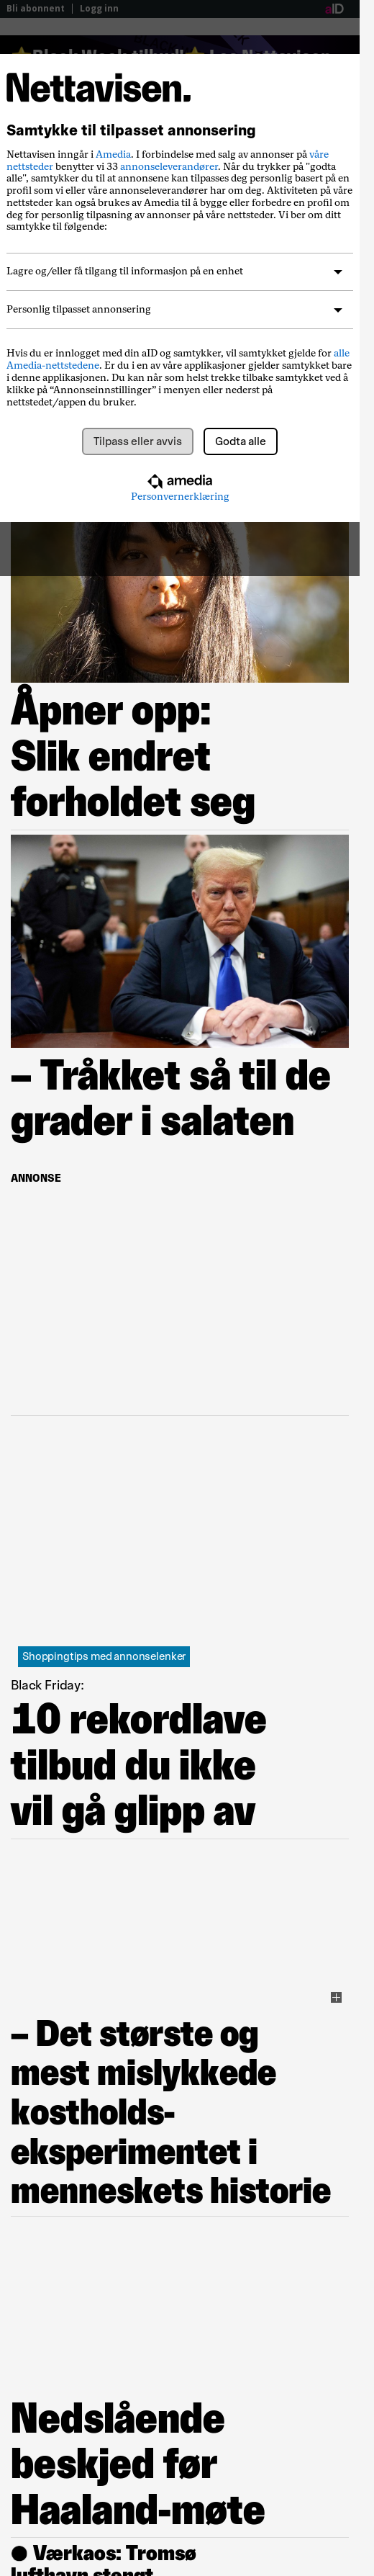 Bli abonnent | Logg inn
aID
Nettavisen.
Samtykke til tilpasset annonsering
Nettavisen inngår i Amedia. I forbindelse med salg av annonser på våre
nettsteder benytter vi 33 annonseleverandører. Når du trykker på "godta
alle", samtykker du til at annonsene kan tilpasses deg personlig basert på en
profil som vi eller våre annonseleverandører har om deg. Aktiviteten på våre
nettsteder kan også brukes av Amedia til å bygge eller forbedre en profil om
deg for personlig tilpasning av annonser på våre nettsteder. Vi ber om ditt
samtykke til følgende:
Lagre og/eller få tilgang til informasjon på en enhet
Personlig tilpasset annonsering
Hvis du er innlogget med din aID og samtykker, vil samtykket gjelde for alle
Amedia-nettstedene. Er du i en av våre applikasjoner gjelder samtykket bare
i denne applikasjonen. Du kan når som helst trekke tilbake samtykket ved å
klikke på “Annonseinnstillinger” i menyen eller nederst på
nettstedet/appen du bruker.
Tilpass eller avvis
Godta alle
amedia
Personvernerklæring
Åpner opp:
Slik endret
forholdet seg
– Tråkket så til de
grader i salaten
ANNONSE
Shoppingtips med annonselenker
Black Friday:
10 rekordlave
tilbud du ikke
vil gå glipp av
– Det største og
mest mislykkede
kostholds-
eksperimentet i
menneskets historie
Nedslående
beskjed før
Haaland-møte
● Værkaos: Tromsø
lufthavn stengt